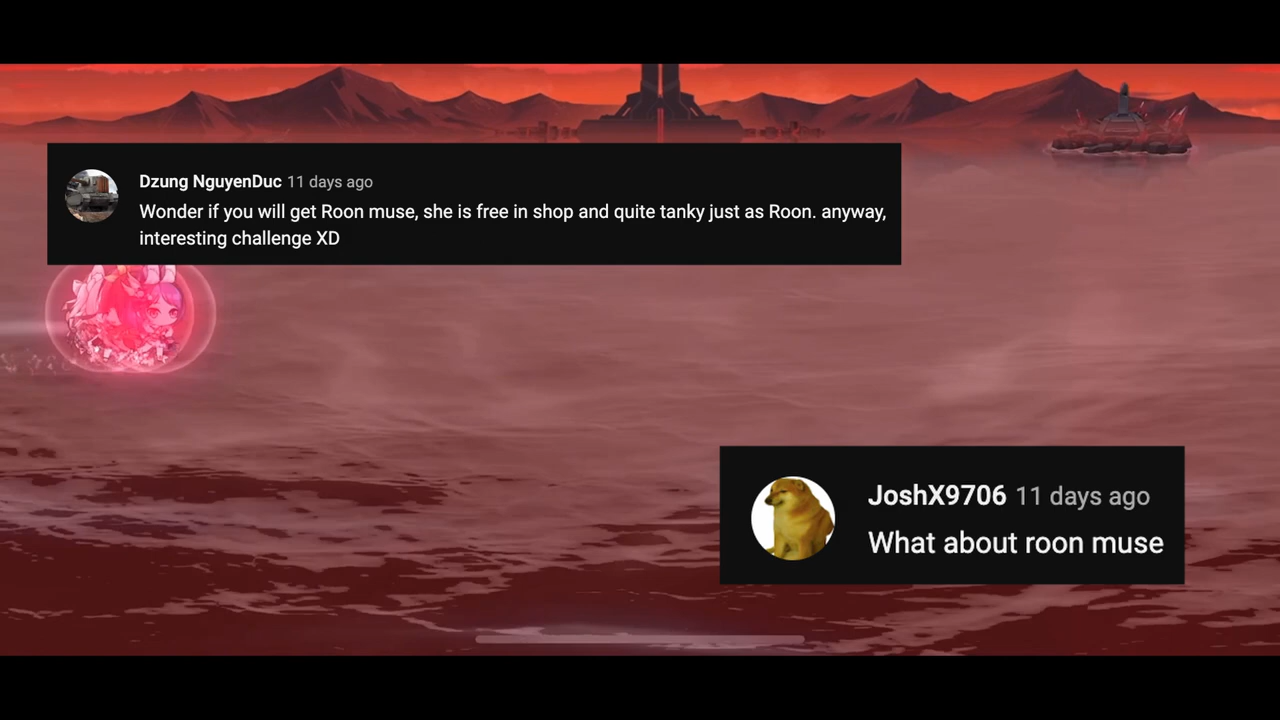 Dzung NguyenDuc 11 days ago
Wonder if you will get Roon muse, she is free in shop and quite tanky just as Roon. anyway,
interesting challenge XD
JoshX9706 11 days ago
What about roon muse